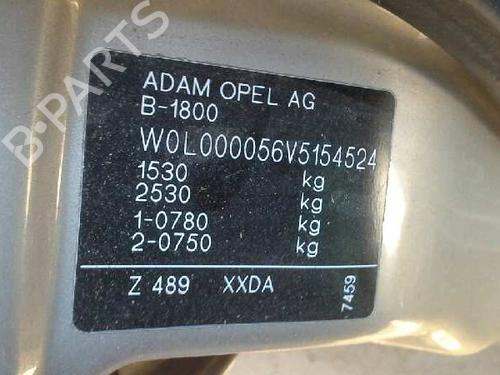 B-PARTS
ADAM OPEL AG
B-1800
W0L000056V5154524
1530 kg
2530 kg
1-0780 kg
2-0750 kg
Z 489 XXDA
7459